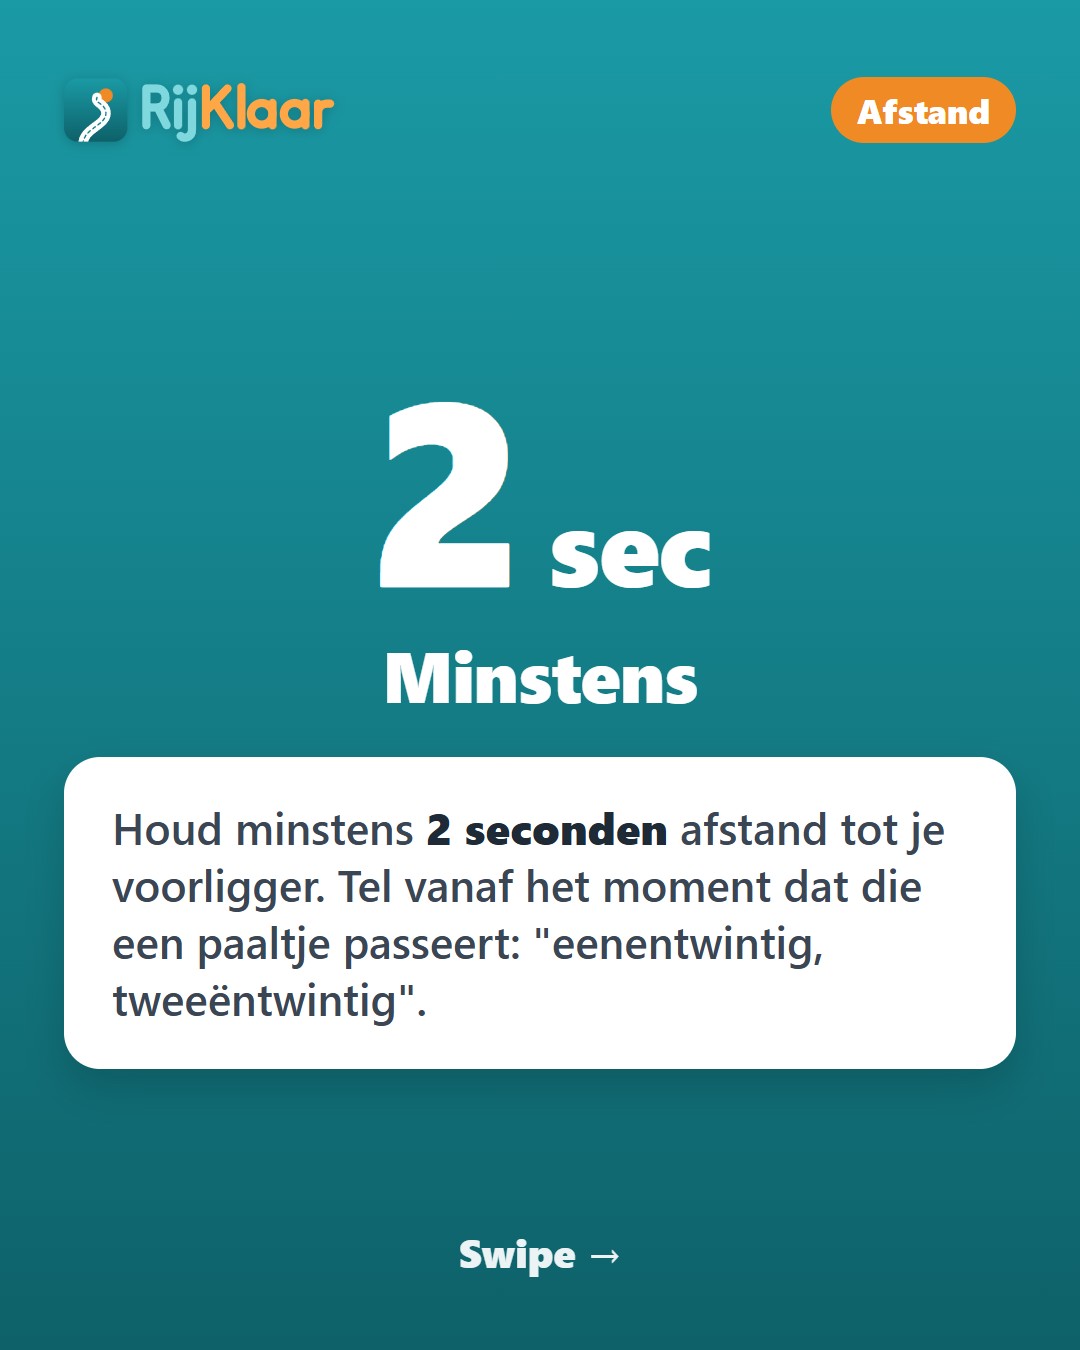 RijKlaar
Afstand
2 sec
Minstens
Houd minstens 2 seconden afstand tot je
voorligger. Tel vanaf het moment dat die
een paaltje passeert: "eenentwintig,
tweeëntwintig".
Swipe →